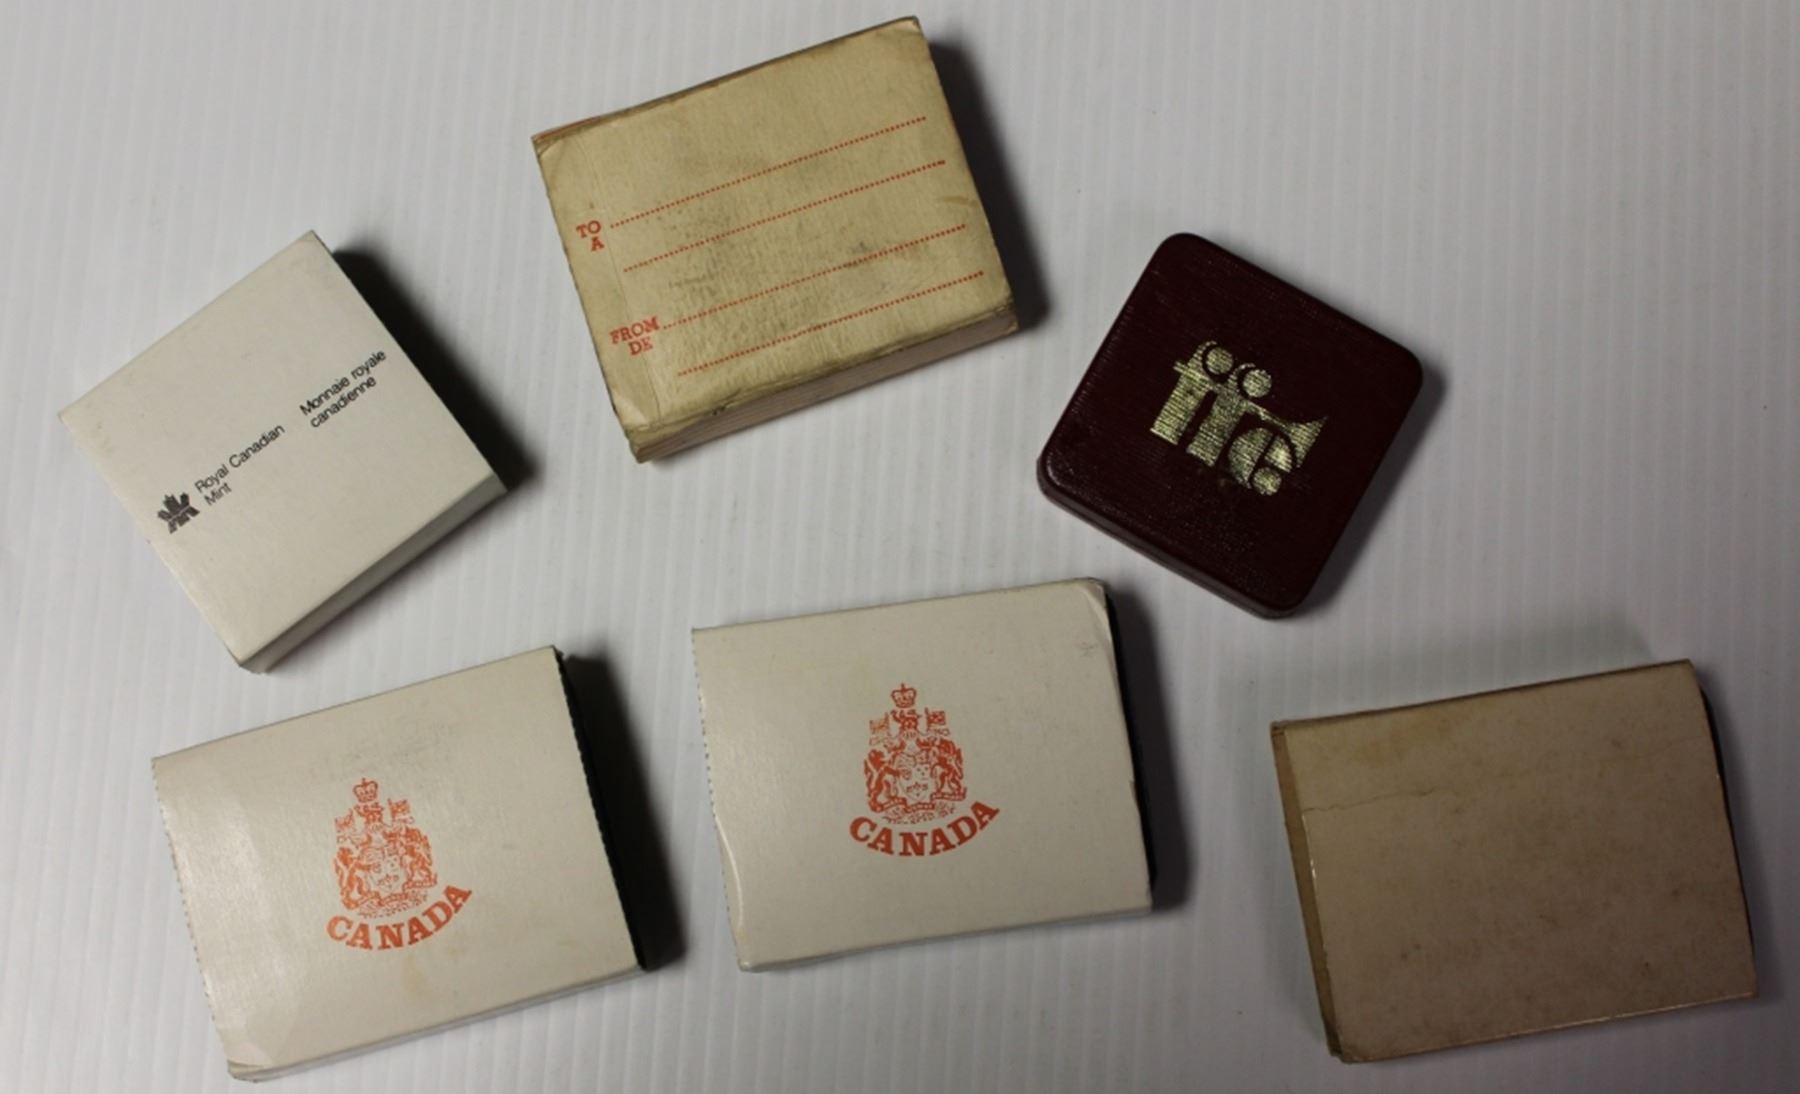 TO
A
FROM
DE
Royal Canadian
Mint
Monnaie royale
canadienne
CANADA
CANADA